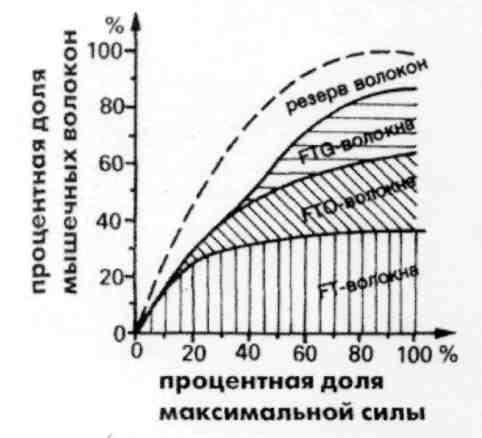 %
100
80
60
40
20
0
процентная доля
мышечных волокон
резерв волокон
FTG-волокна
FTO-волокна
FT-волокна
0 20 40 60 80 100 %
процентная доля
максимальной силы